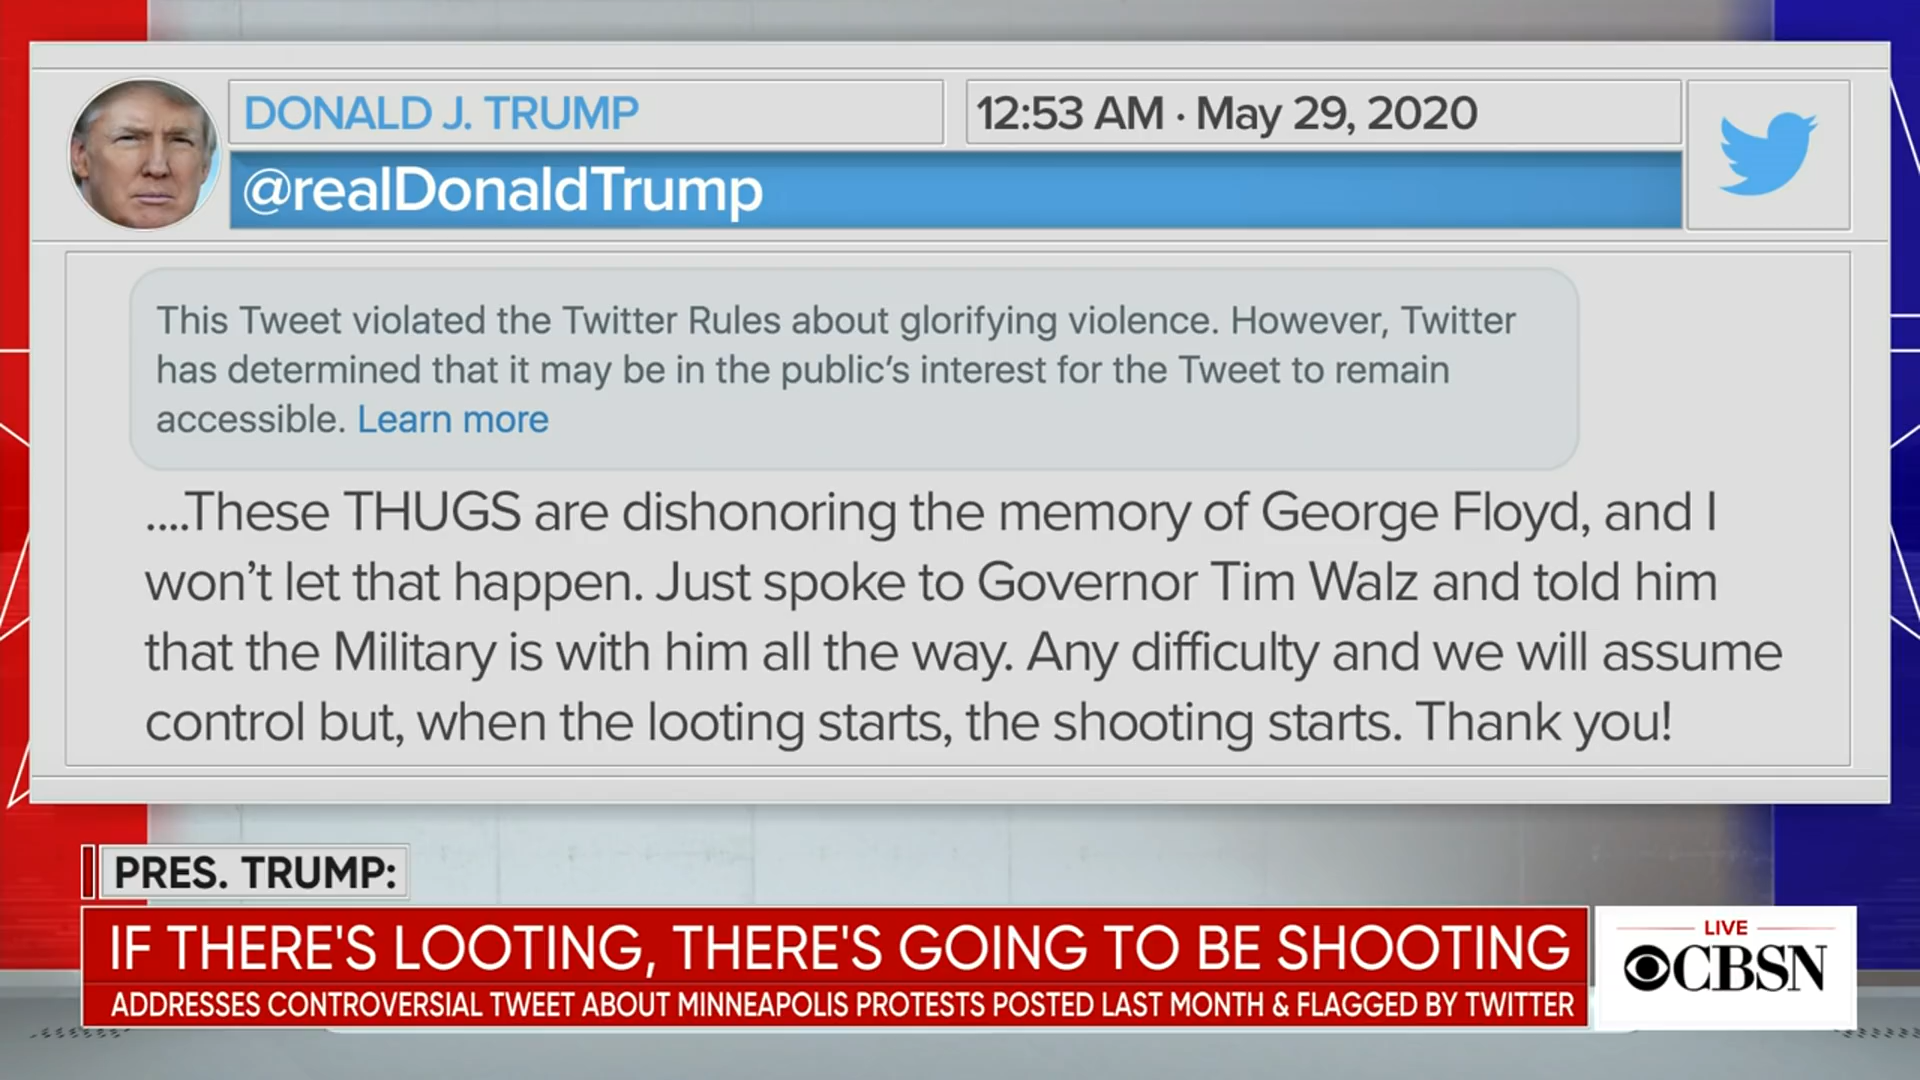 DONALD J. TRUMP
12:53 AM · May 29, 2020
@realDonaldTrump
This Tweet violated the Twitter Rules about glorifying violence. However, Twitter
has determined that it may be in the public's interest for the Tweet to remain
accessible. Learn more
....These THUGS are dishonoring the memory of George Floyd, and I
won't let that happen. Just spoke to Governor Tim Walz and told him
that the Military is with him all the way. Any difficulty and we will assume
control but, when the looting starts, the shooting starts. Thank you!
PRES. TRUMP:
IF THERE'S LOOTING, THERE'S GOING TO BE SHOOTING
ADDRESSES CONTROVERSIAL TWEET ABOUT MINNEAPOLIS PROTESTS POSTED LAST MONTH & FLAGGED BY TWITTER
LIVE
CBSN